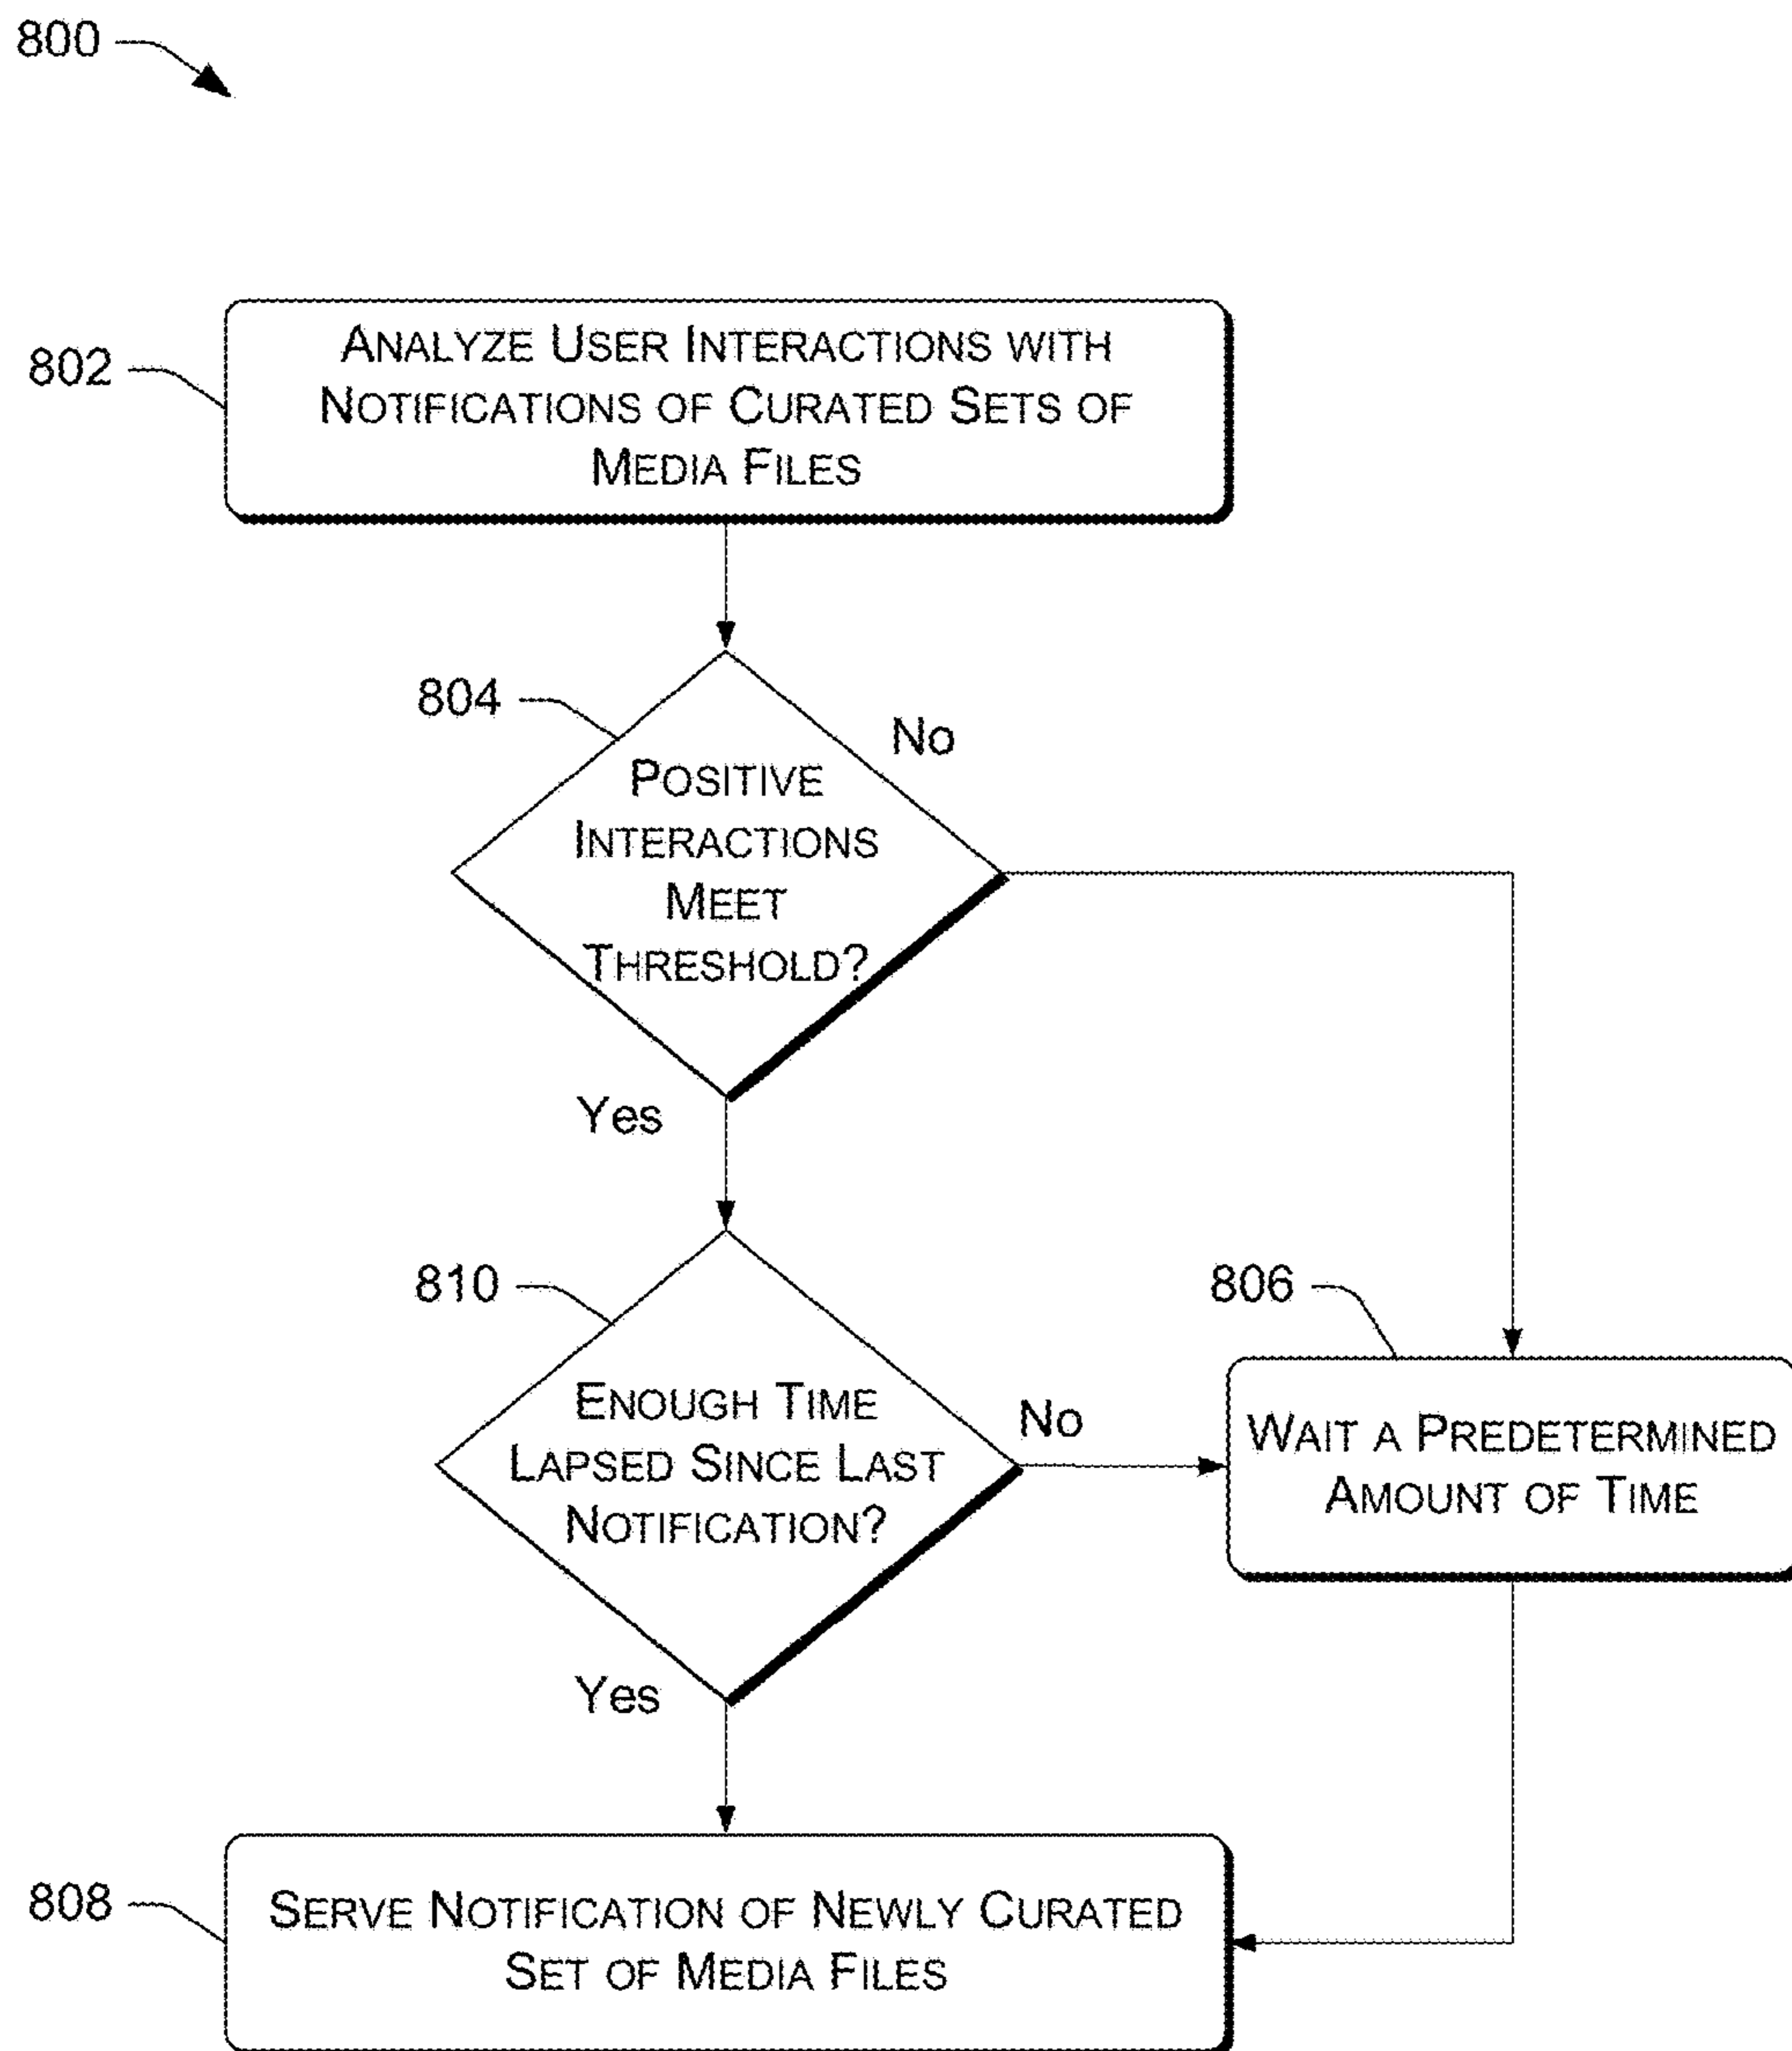 800
802
ANALYZE USER INTERACTIONS WITH
NOTIFICATIONS OF CURATED SETS OF
MEDIA FILES
804
No
POSITIVE
INTERACTIONS
MEET
THRESHOLD?
Yes
810
806
ENOUGH TIME
LAPSED SINCE LAST
NOTIFICATION?
No
WAIT A PREDETERMINED
AMOUNT OF TIME
Yes
808
SERVE NOTIFICATION OF NEWLY CURATED
SET OF MEDIA FILES